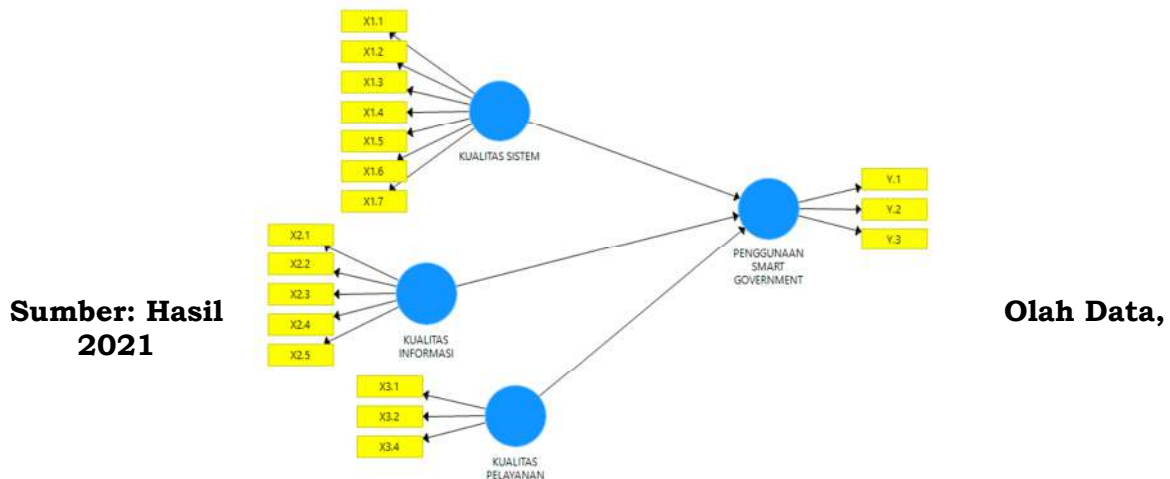 X1.1
X1.2
X1.3
X1.4
X1.5
X1.6
X1.7
KUALITAS SISTEM
X2.1
X2.2
X2.3
X2.4
X2.5
KUALITAS
INFORMASI
X3.1
X3.2
X3.4
KUALITAS
PELAYANAN
Y.1
Y.2
Y.3
PENGGUNAAN
SMART
GOVERNMENT
Sumber: Hasil Olah Data,
2021